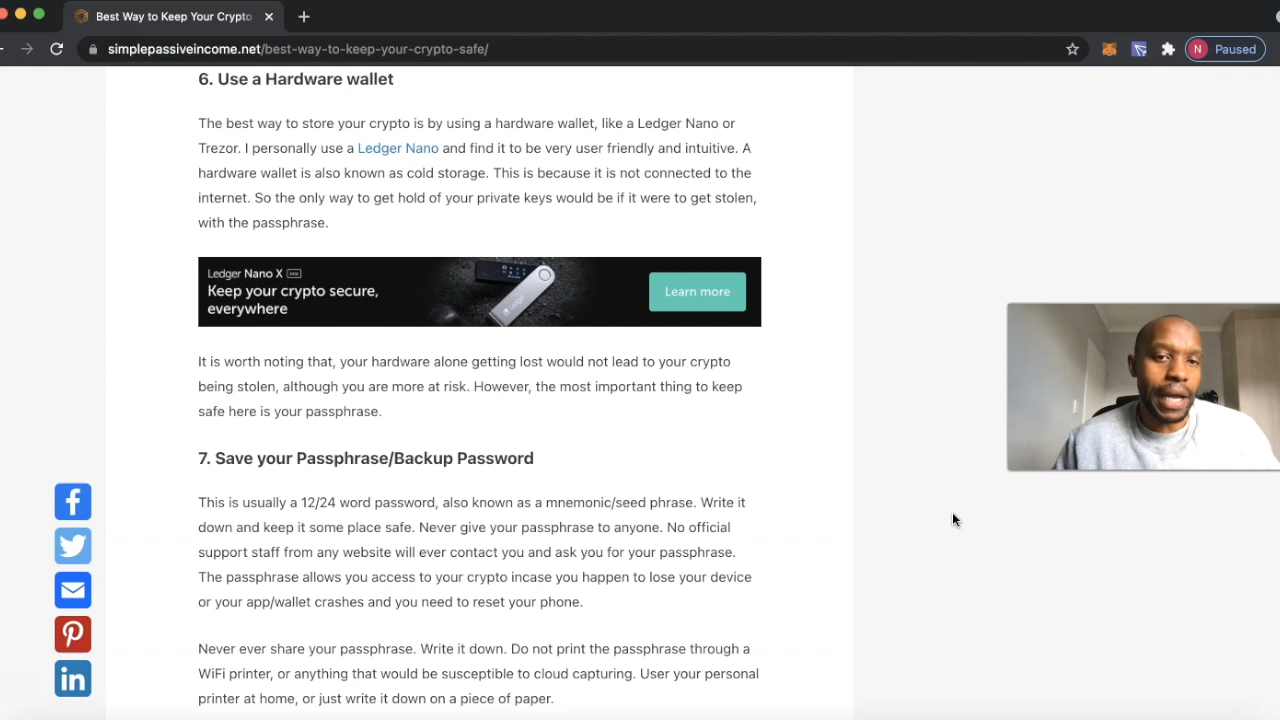 Best Way to Keep Your Crypto
simplepassiveincome.net/best-way-to-keep-your-crypto-safe/
N Paused
6. Use a Hardware wallet
The best way to store your crypto is by using a hardware wallet, like a Ledger Nano or
Trezor. I personally use a Ledger Nano and find it to be very user friendly and intuitive. A
hardware wallet is also known as cold storage. This is because it is not connected to the
internet. So the only way to get hold of your private keys would be if it were to get stolen,
with the passphrase.
Ledger Nano X NEW
Keep your crypto secure,
everywhere
Learn more
It is worth noting that, your hardware alone getting lost would not lead to your crypto
being stolen, although you are more at risk. However, the most important thing to keep
safe here is your passphrase.
7. Save your Passphrase/Backup Password
This is usually a 12/24 word password, also known as a mnemonic/seed phrase. Write it
down and keep it some place safe. Never give your passphrase to anyone. No official
support staff from any website will ever contact you and ask you for your passphrase.
The passphrase allows you access to your crypto incase you happen to lose your device
or your app/wallet crashes and you need to reset your phone.
Never ever share your passphrase. Write it down. Do not print the passphrase through a
WiFi printer, or anything that would be susceptible to cloud capturing. User your personal
printer at home, or just write it down on a piece of paper.